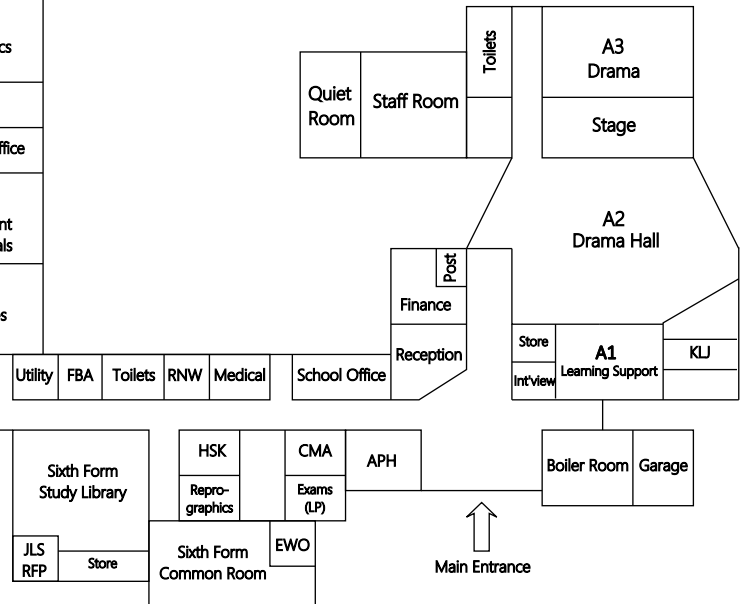 cs
ffice
nt
als
s
Toilets
A3
Drama
Quiet
Room
Staff Room
Stage
A2
Drama Hall
Post
Finance
Reception
Store
Int'view
A1
Learning Support
KLJ
Utility
FBA
Toilets
RNW
Medical
School Office
Sixth Form
Study Library
HSK
CMA
APH
Repro-
graphics
Exams
(LP)
Boiler Room
Garage
JLS
RFP
Store
Sixth Form
Common Room
EWO
Main Entrance